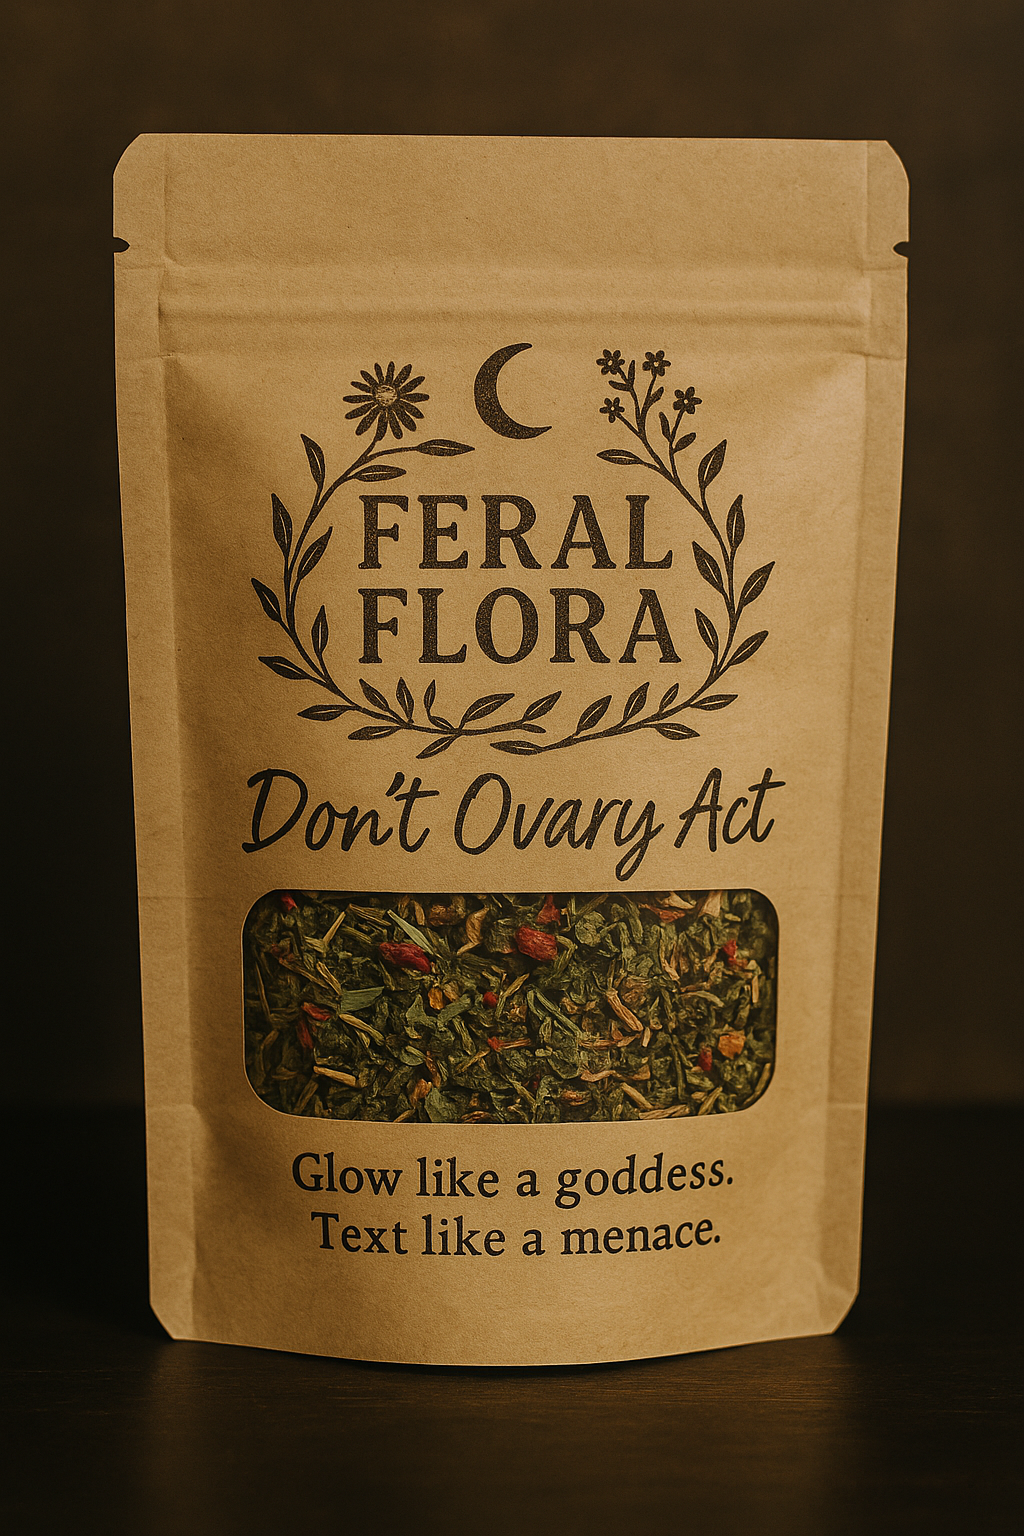 FERAL
FLORA
Don't Ovary Act
Glow like a goddess.
Text like a menace.